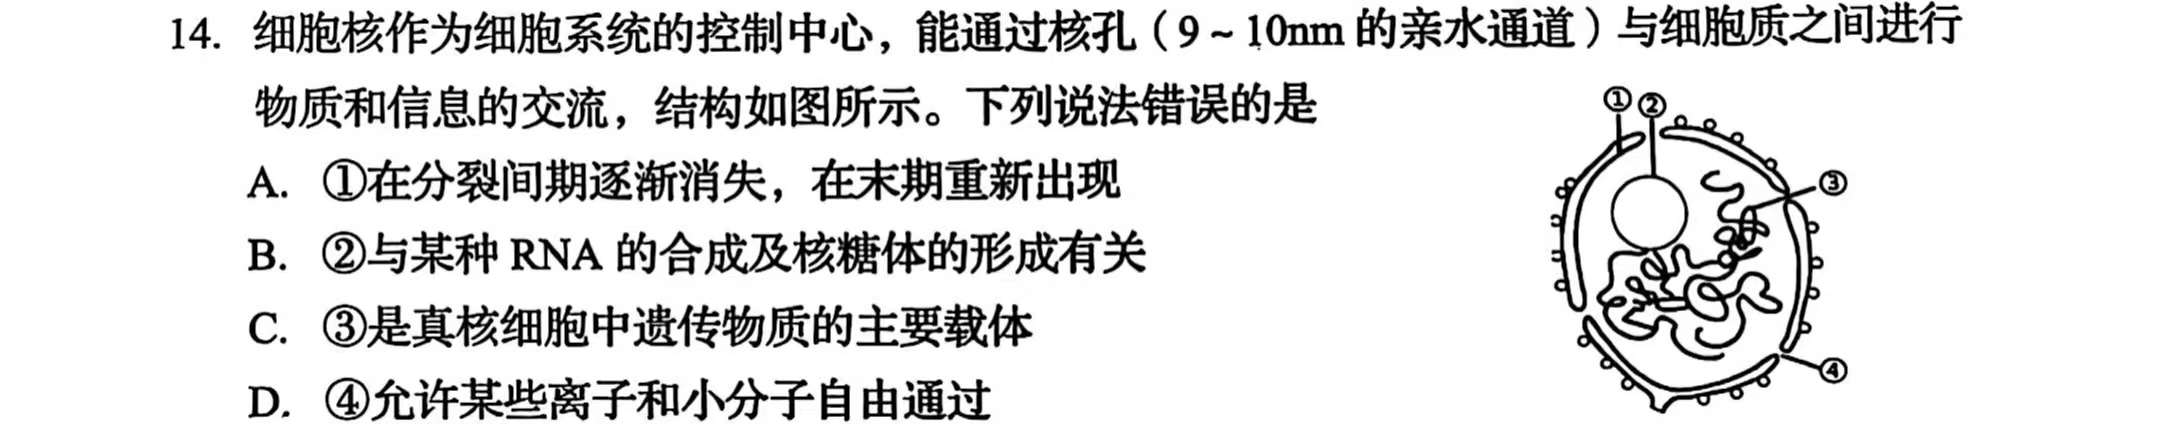 14. 细胞核作为细胞系统的控制中心，能通过核孔（9~10nm 的亲水通道）与细胞质之间进行
物质和信息的交流，结构如图所示。下列说法错误的是
A. ①在分裂间期逐渐消失，在末期重新出现
B. ②与某种 RNA 的合成及核糖体的形成有关
C. ③是真核细胞中遗传物质的主要载体
D. ④允许某些离子和小分子自由通过
①②
③
④